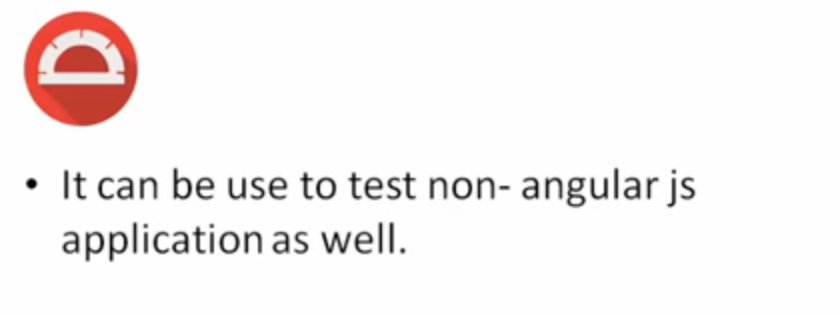 • It can be use to test non- angular js
application as well.